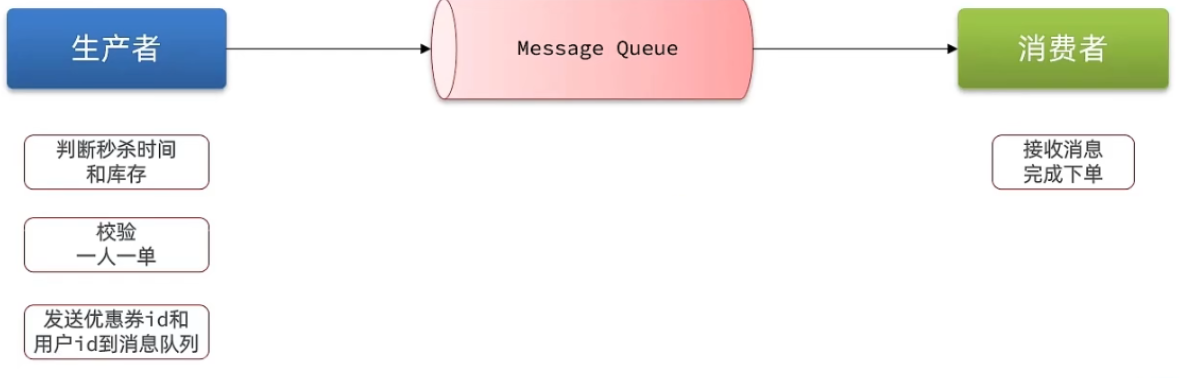 生产者
Message Queue
消费者
判断秒杀时间
和库存
接收消息
完成下单
校验
一人一单
发送优惠券id和
用户id到消息队列